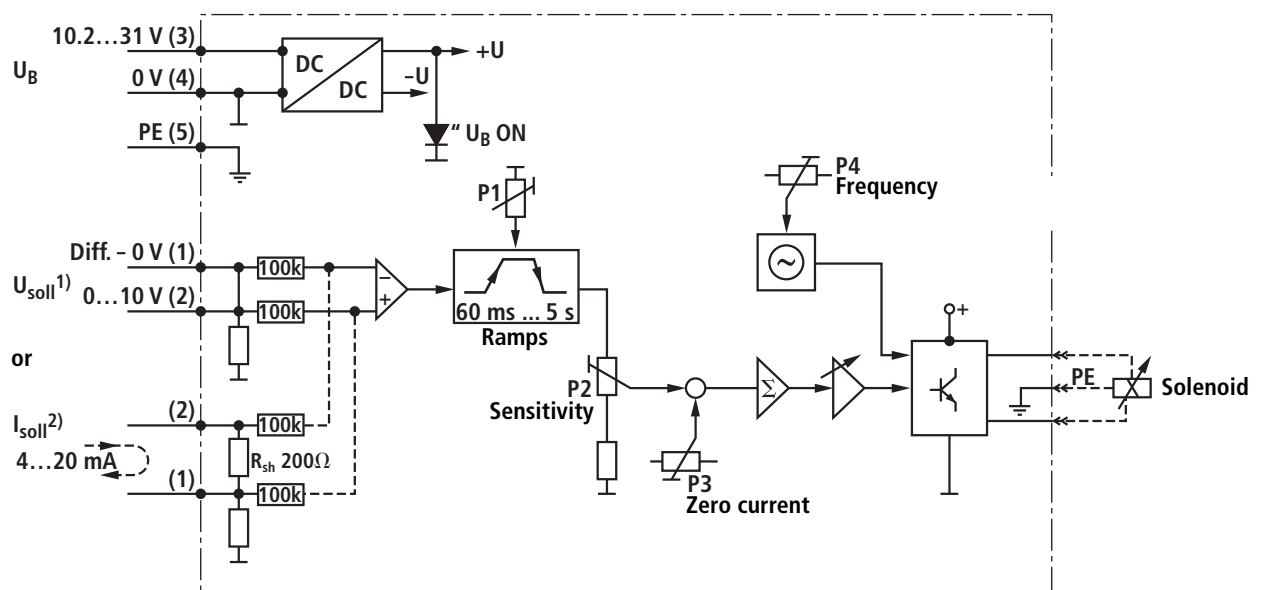 10.2…31 V (3)
U_B
0 V (4)
PE (5)
DC
DC
+U
–U
“ U_B ON
P1
P4
Frequency
~
Diff. – 0 V (1)
U_soll^1)
0…10 V (2)
100k
100k
–
+
60 ms ... 5 s
Ramps
or
P2
Sensitivity
Σ
+
PE
Solenoid
I_soll^2)
4…20 mA
(2)
100k
R_sh 200Ω
(1)
100k
P3
Zero current